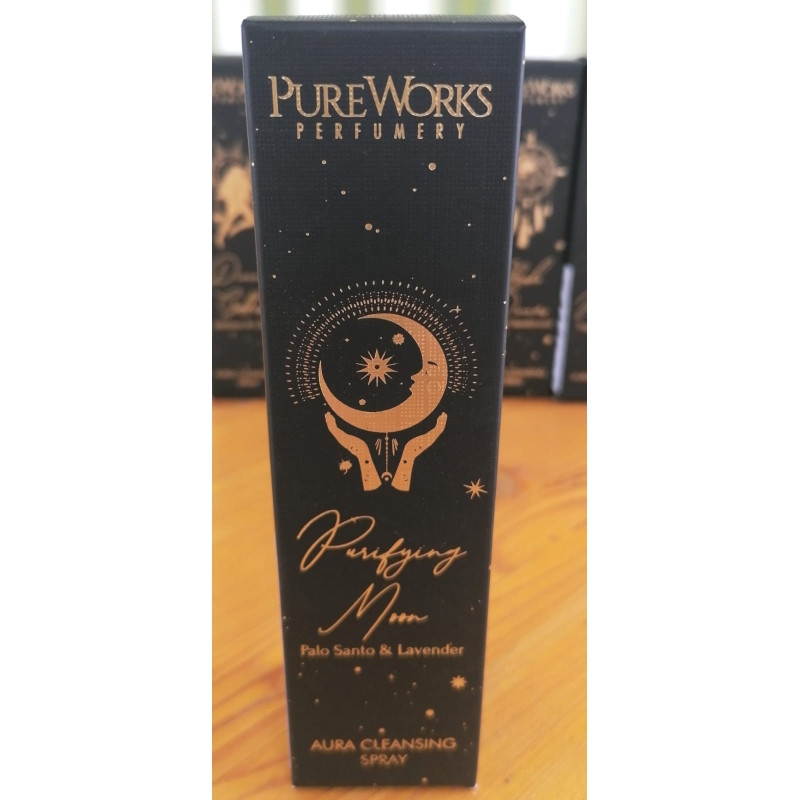 PUREWORKS
PERFUMERY
Purifying
Moon
Palo Santo & Lavender
AURA CLEANSING
SPRAY